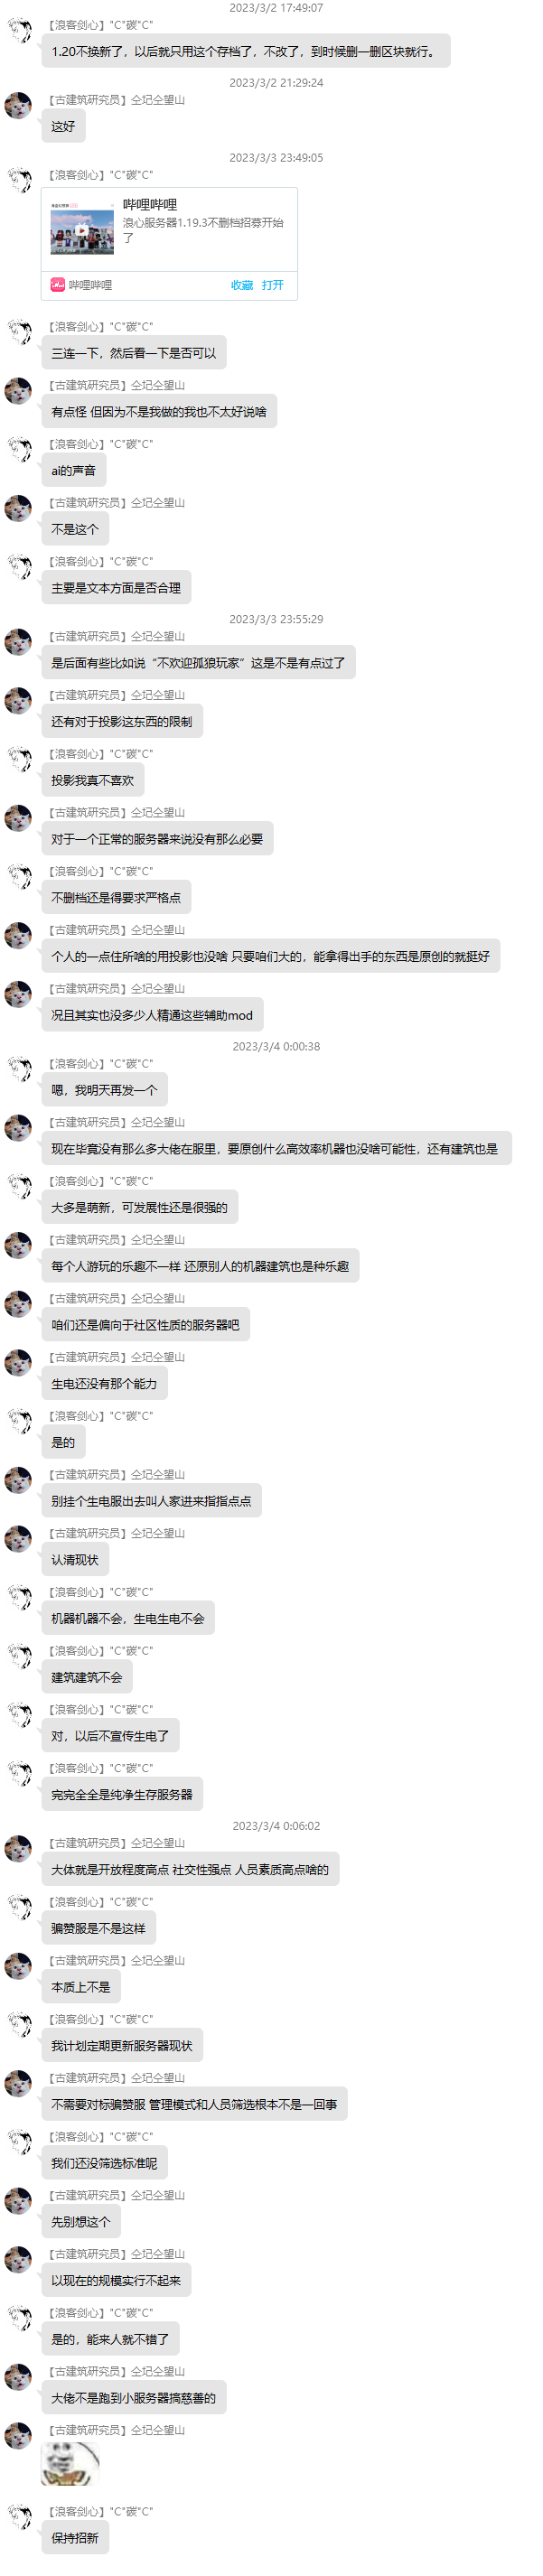 2023/3/2 17:49:07
【浪客剑心】"C"碳"C"
1.20不换新了，以后就只用这个存档了，不改了，到时候删一删区块就行。
2023/3/2 21:29:24
【古建筑研究员】仝圮仝望山
这好
2023/3/3 23:49:05
【浪客剑心】"C"碳"C"
哔哩哔哩
浪心服务器1.19.3不删档招募开始
了
哔哩哔哩 收藏 打开
【浪客剑心】"C"碳"C"
三连一下，然后看一下是否可以
【古建筑研究员】仝圮仝望山
有点怪 但因为不是我做的我也不太好说啥
【浪客剑心】"C"碳"C"
ai的声音
【古建筑研究员】仝圮仝望山
不是这个
【浪客剑心】"C"碳"C"
主要是文本方面是否合理
2023/3/3 23:55:29
【古建筑研究员】仝圮仝望山
是后面有些比如说“不欢迎孤狼玩家”这是不是有点过了
【古建筑研究员】仝圮仝望山
还有对于投影这东西的限制
【浪客剑心】"C"碳"C"
投影我真不喜欢
【古建筑研究员】仝圮仝望山
对于一个正常的服务器来说没有那么必要
【浪客剑心】"C"碳"C"
不删档还是得要求严格点
【古建筑研究员】仝圮仝望山
个人的一点住所啥的用投影也没啥 只要咱们大的，能拿得出手的东西是原创的就挺好
【古建筑研究员】仝圮仝望山
况且其实也没多少人精通这些辅助mod
2023/3/4 0:00:38
【浪客剑心】"C"碳"C"
嗯，我明天再发一个
【古建筑研究员】仝圮仝望山
现在毕竟没有那么多大佬在服里，要原创什么高效率机器也没啥可能性，还有建筑也是
【浪客剑心】"C"碳"C"
大多是萌新，可发展性还是很强的
【古建筑研究员】仝圮仝望山
每个人游玩的乐趣不一样 还原别人的机器建筑也是种乐趣
【古建筑研究员】仝圮仝望山
咱们还是偏向于社区性质的服务器吧
【古建筑研究员】仝圮仝望山
生电还没有那个能力
【浪客剑心】"C"碳"C"
是的
【古建筑研究员】仝圮仝望山
别挂个生电服出去叫人家进来指指点点
【古建筑研究员】仝圮仝望山
认清现状
【浪客剑心】"C"碳"C"
机器机器不会，生电生电不会
【浪客剑心】"C"碳"C"
建筑建筑不会
【浪客剑心】"C"碳"C"
对，以后不宣传生电了
【浪客剑心】"C"碳"C"
完完全全是纯净生存服务器
2023/3/4 0:06:02
【古建筑研究员】仝圮仝望山
大体就是开放程度高点 社交性强点 人员素质高点啥的
【浪客剑心】"C"碳"C"
骗赞服是不是这样
【古建筑研究员】仝圮仝望山
本质上不是
【浪客剑心】"C"碳"C"
我计划定期更新服务器现状
【古建筑研究员】仝圮仝望山
不需要对标骗赞服 管理模式和人员筛选根本不是一回事
【浪客剑心】"C"碳"C"
我们还没筛选标准呢
【古建筑研究员】仝圮仝望山
先别想这个
【古建筑研究员】仝圮仝望山
以现在的规模实行不起来
【浪客剑心】"C"碳"C"
是的，能来人就不错了
【古建筑研究员】仝圮仝望山
大佬不是跑到小服务器搞慈善的
【古建筑研究员】仝圮仝望山
【浪客剑心】"C"碳"C"
保持招新